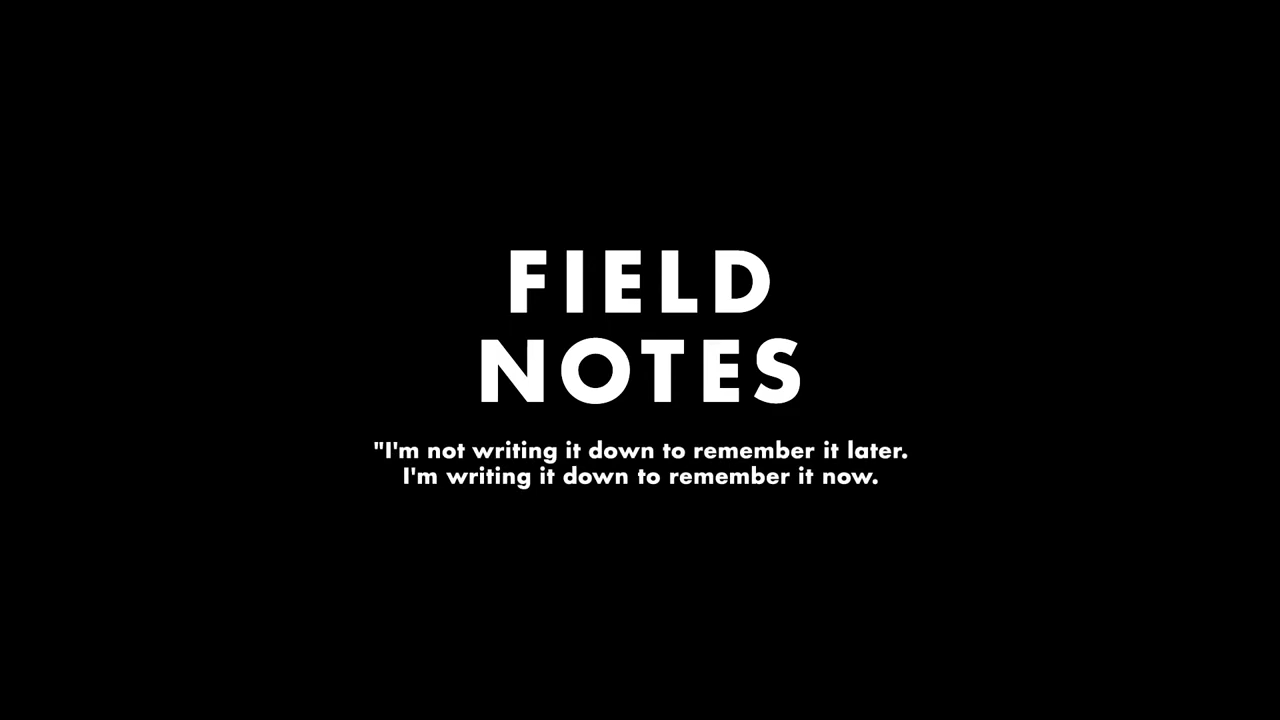 FIELD
NOTES
"I'm not writing it down to remember it later.
I'm writing it down to remember it now.